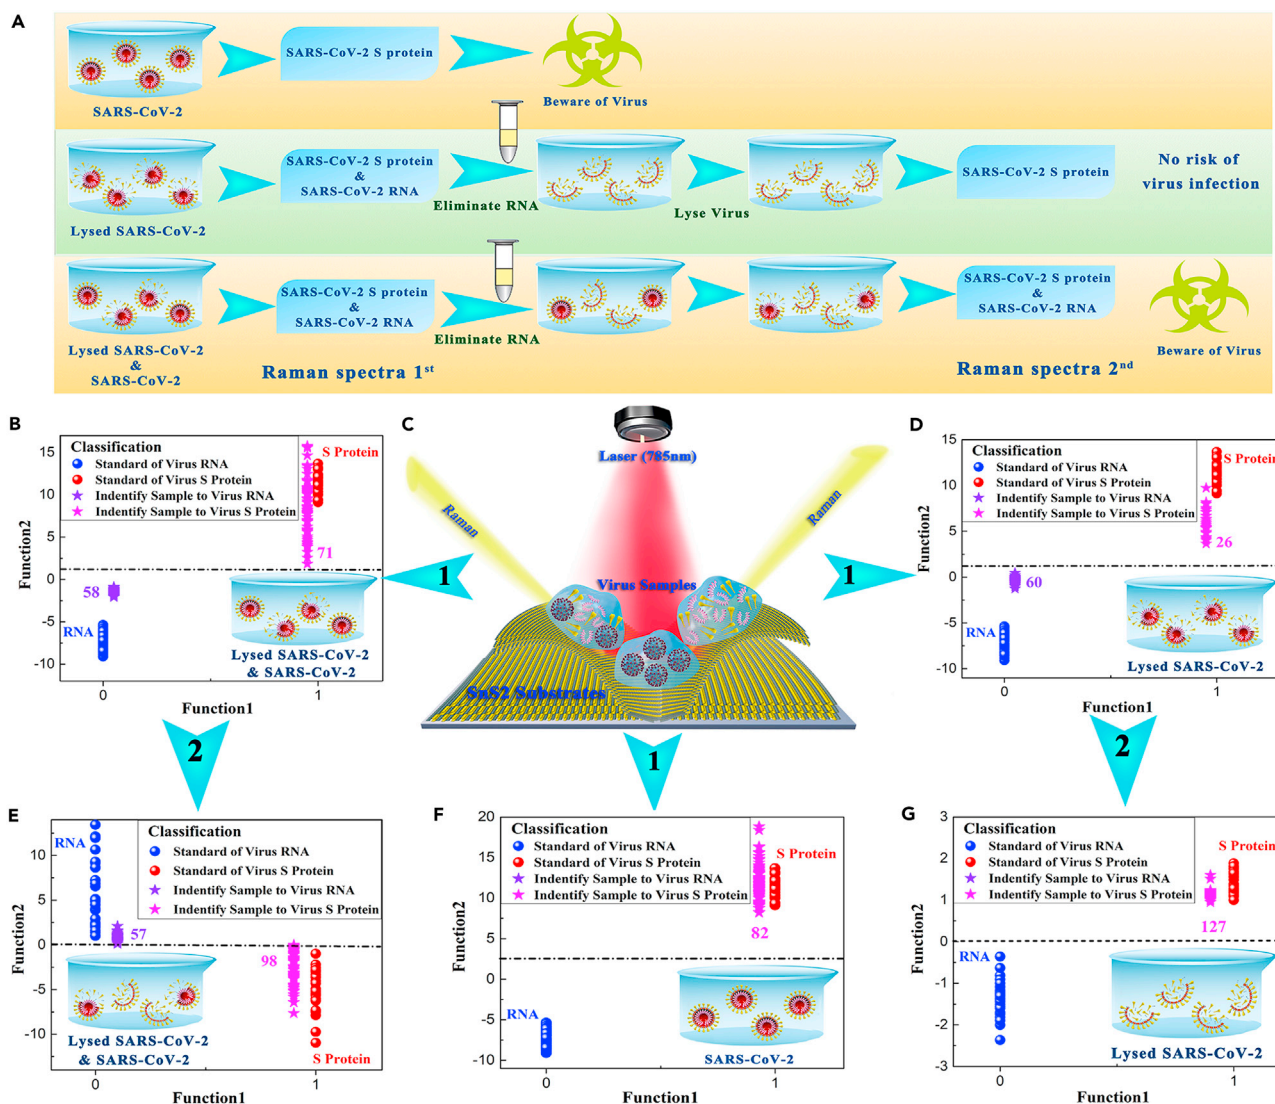 A
SARS-CoV-2
SARS-CoV-2 S protein
Beware of Virus
Lysed SARS-CoV-2
SARS-CoV-2 S protein
&
SARS-CoV-2 RNA
Eliminate RNA
Lyse Virus
SARS-CoV-2 S protein
No risk of
virus infection
Lysed SARS-CoV-2
&
SARS-CoV-2
SARS-CoV-2 S protein
&
SARS-CoV-2 RNA
Eliminate RNA
SARS-CoV-2 S protein
&
SARS-CoV-2 RNA
Beware of Virus
Raman spectra 1st
Raman spectra 2nd
B
Classification
Standard of Virus RNA
Standard of Virus S Protein
Indentify Sample to Virus RNA
Indentify Sample to Virus S Protein
S Protein
71
58
RNA
Lysed SARS-CoV-2
& SARS-CoV-2
15
10
5
0
-5
-10
Function2
0
1
Function1
1
2
C
Laser (785nm)
Raman
Raman
Virus Samples
SnS2 Substrates
1
1
D
Classification
Standard of Virus RNA
Standard of Virus S Protein
Indentify Sample to Virus RNA
Indentify Sample to Virus S Protein
S Protein
26
60
RNA
Lysed SARS-CoV-2
15
10
5
0
-5
-10
Function2
0
1
Function1
2
E
Classification
Standard of Virus RNA
Standard of Virus S Protein
Indentify Sample to Virus RNA
Indentify Sample to Virus S Protein
RNA
57
98
S Protein
Lysed SARS-CoV-2
& SARS-CoV-2
10
5
0
-5
-10
Function2
0
1
Function1
F
Classification
Standard of Virus RNA
Standard of Virus S Protein
Indentify Sample to Virus RNA
Indentify Sample to Virus S Protein
S Protein
82
RNA
SARS-CoV-2
20
15
10
5
0
-5
-10
Function2
0
1
Function1
G
Classification
Standard of Virus RNA
Standard of Virus S Protein
Indentify Sample to Virus RNA
Indentify Sample to Virus S Protein
S Protein
127
RNA
Lysed SARS-CoV-2
3
2
1
0
-1
-2
-3
Function2
0
1
Function1